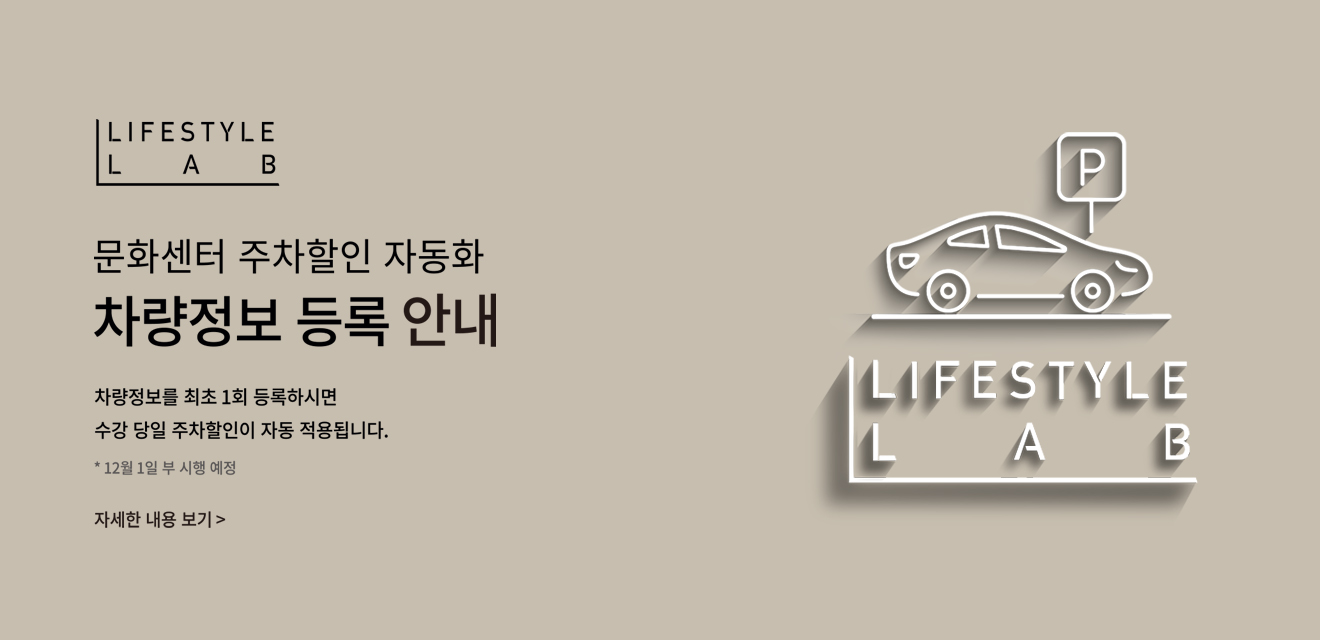 LIFESTYLE
LAB
문화센터 주차할인 자동화
차량정보 등록 안내
차량정보를 최초 1회 등록하시면
수강 당일 주차할인이 자동 적용됩니다.
* 12월 1일 부 시행 예정
자세한 내용 보기 >
P
LIFESTYLE
LAB